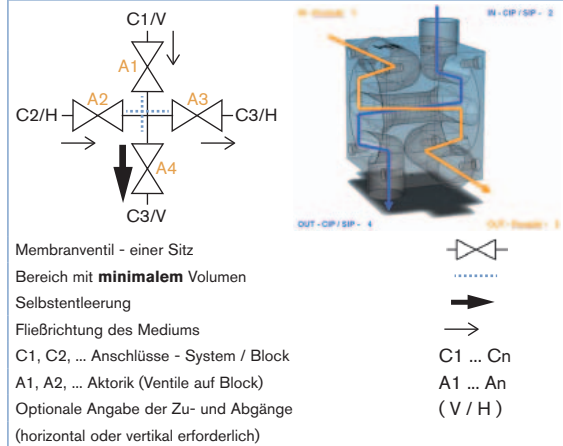 C1/V
A1
C2/H
A2
A3
C3/H
A4
C3/V
IN - CIP / SIP - 2
OUT - CIP / SIP - 4
Membranventil - einer Sitz
Bereich mit minimalem Volumen
Selbstentleerung
Fließrichtung des Mediums
C1, C2, ... Anschlüsse - System / Block
C1 ... Cn
A1, A2, ... Aktorik (Ventile auf Block)
A1 ... An
Optionale Angabe der Zu- und Abgänge
( V / H )
(horizontal oder vertikal erforderlich)